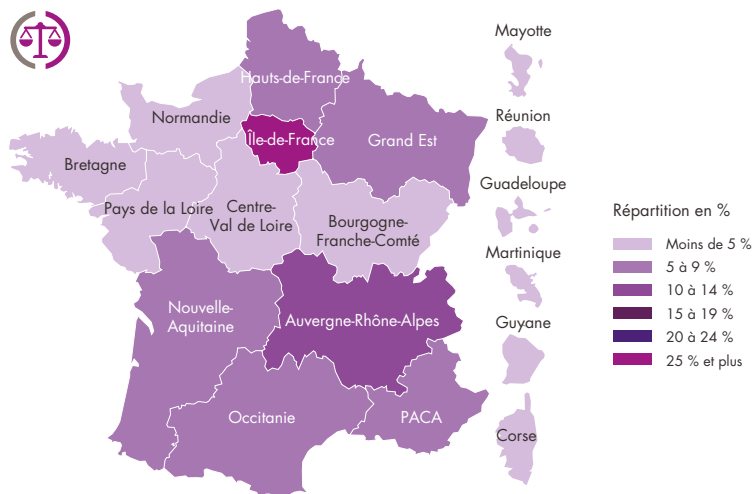 Mayotte
Hauts-de-France
Normandie
Île-de-France
Grand Est
Réunion
Bretagne
Guadeloupe
Pays de la Loire
Centre-
Val de Loire
Bourgogne-
Franche-Comté
Martinique
Nouvelle-
Aquitaine
Auvergne-Rhône-Alpes
Guyane
Occitanie
PACA
Corse
Répartition en %
Moins de 5 %
5 à 9 %
10 à 14 %
15 à 19 %
20 à 24 %
25 % et plus